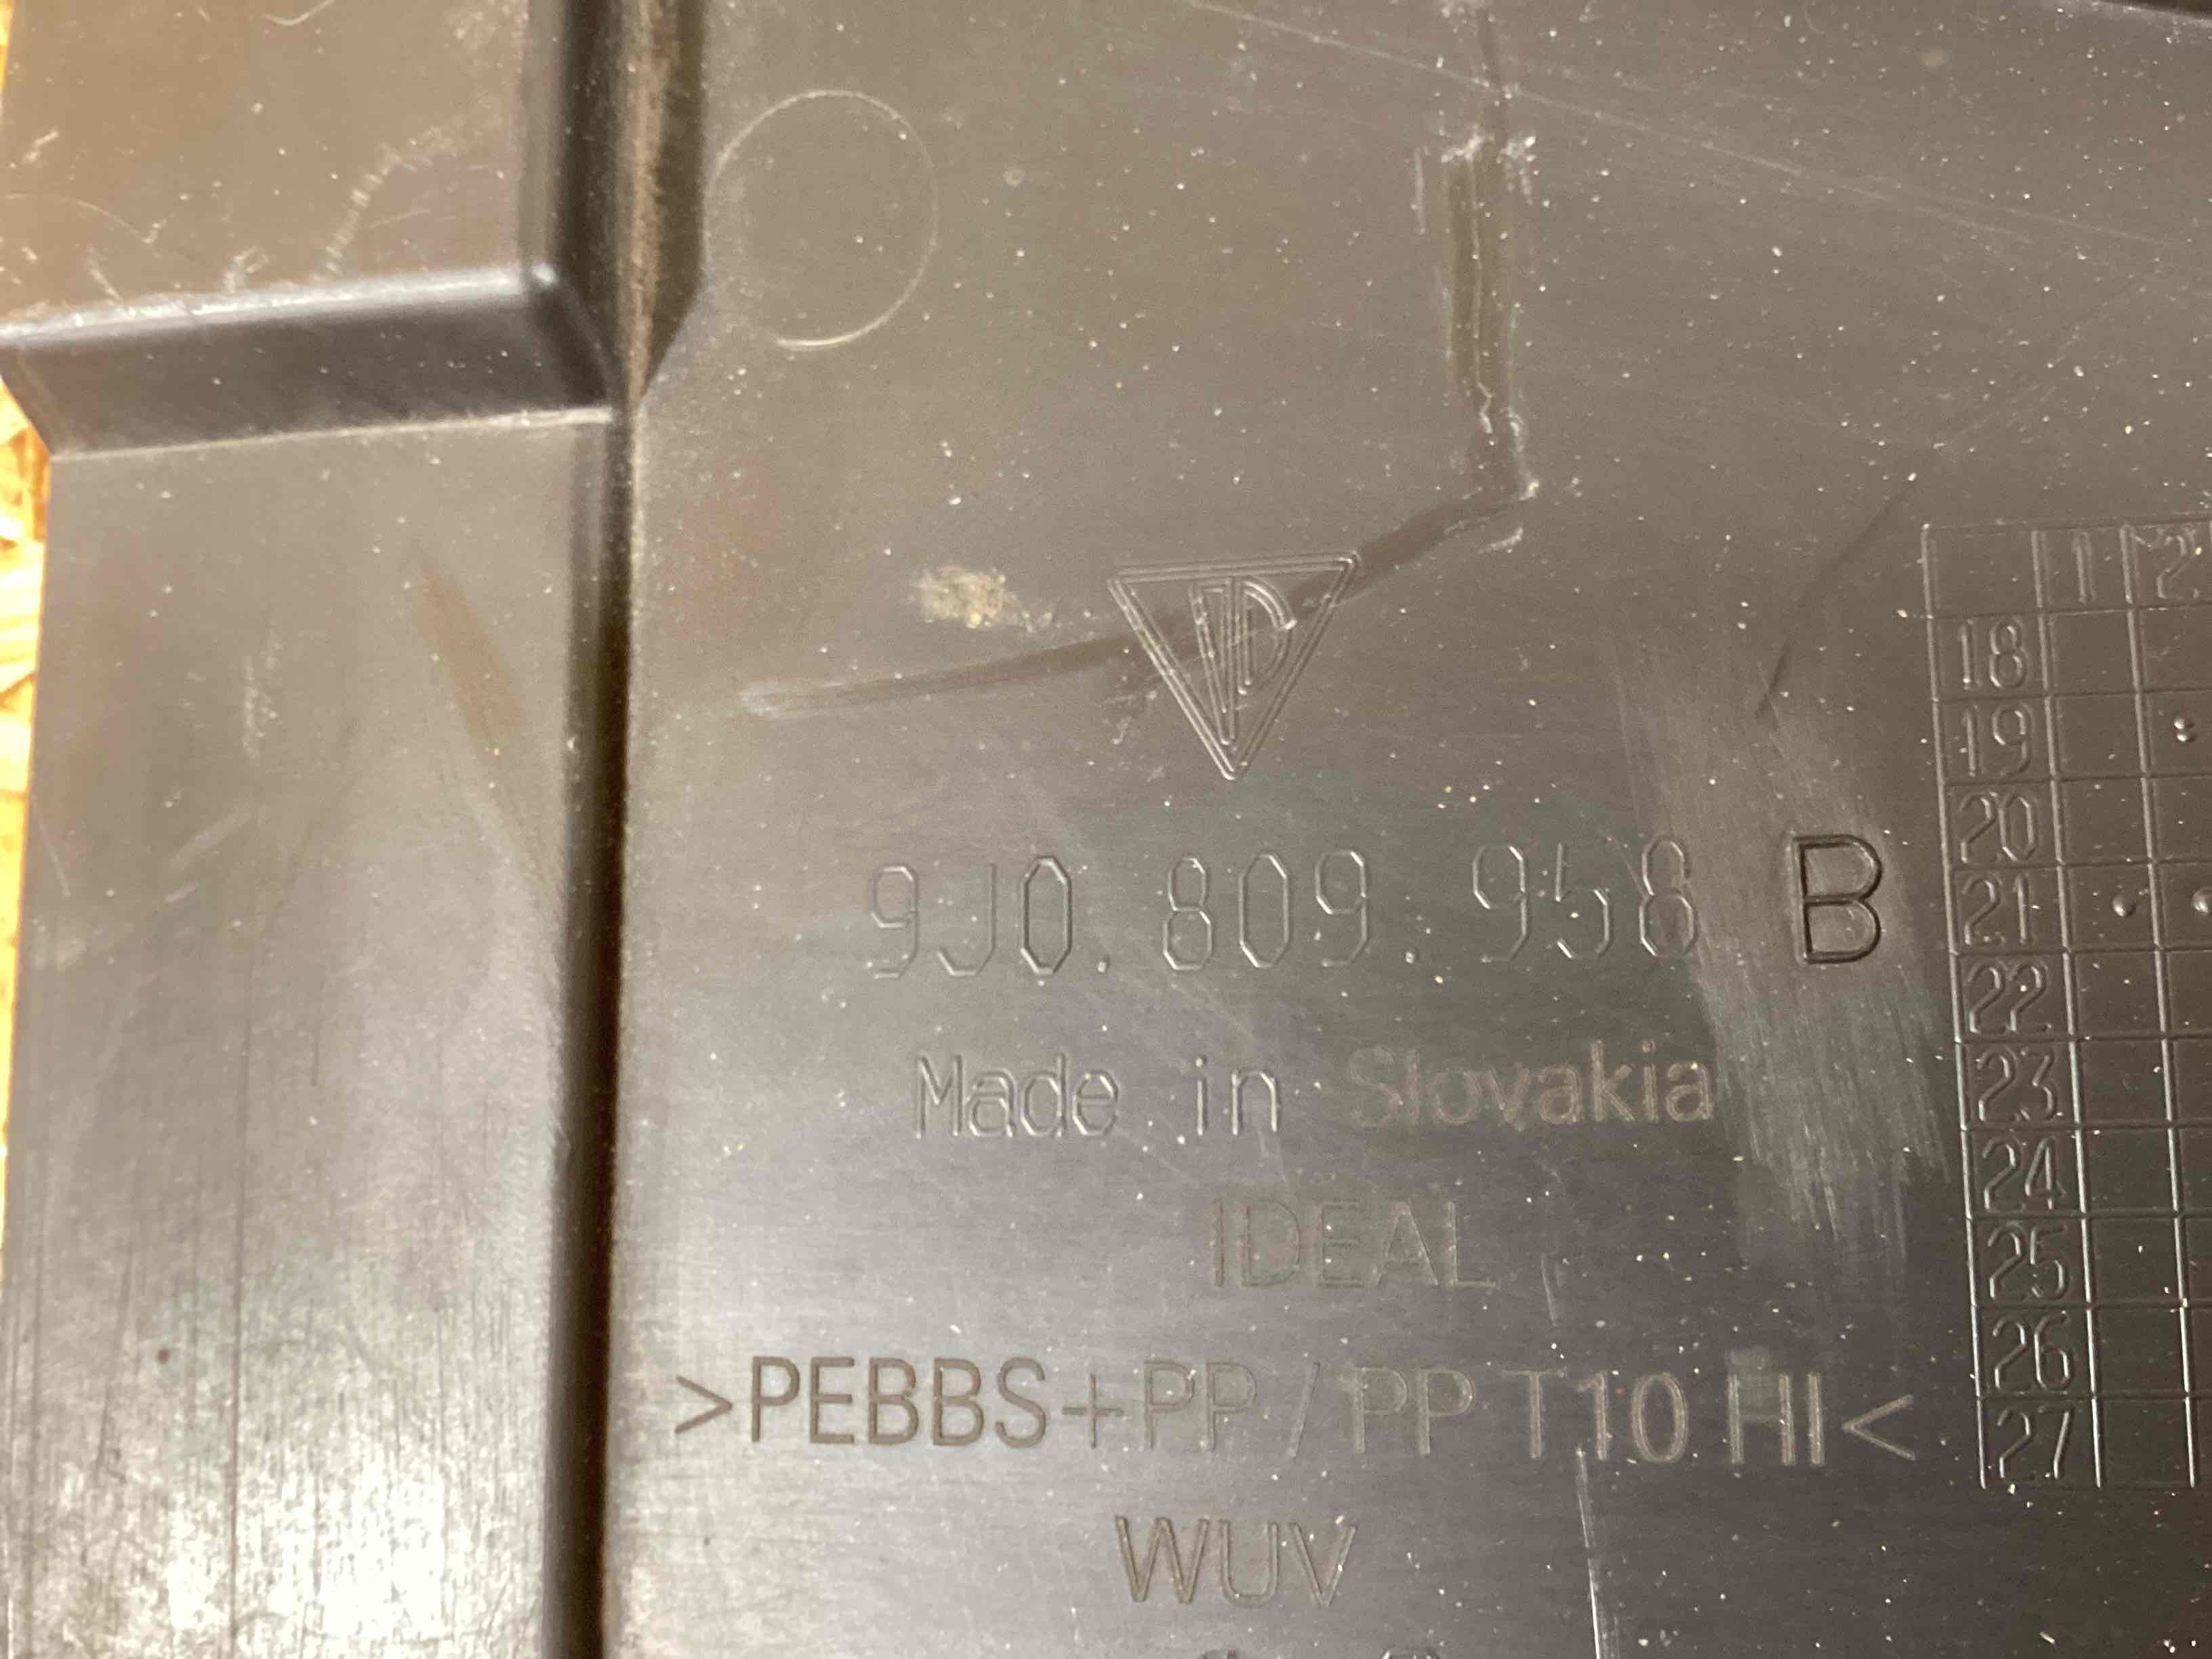 9J0.809.958 B
Made in Slovakia
IDEAL
>PEBBS+PP/PP T10 HI<
WUV
1 2
18
19
20
21
22
23
24
25
26
27